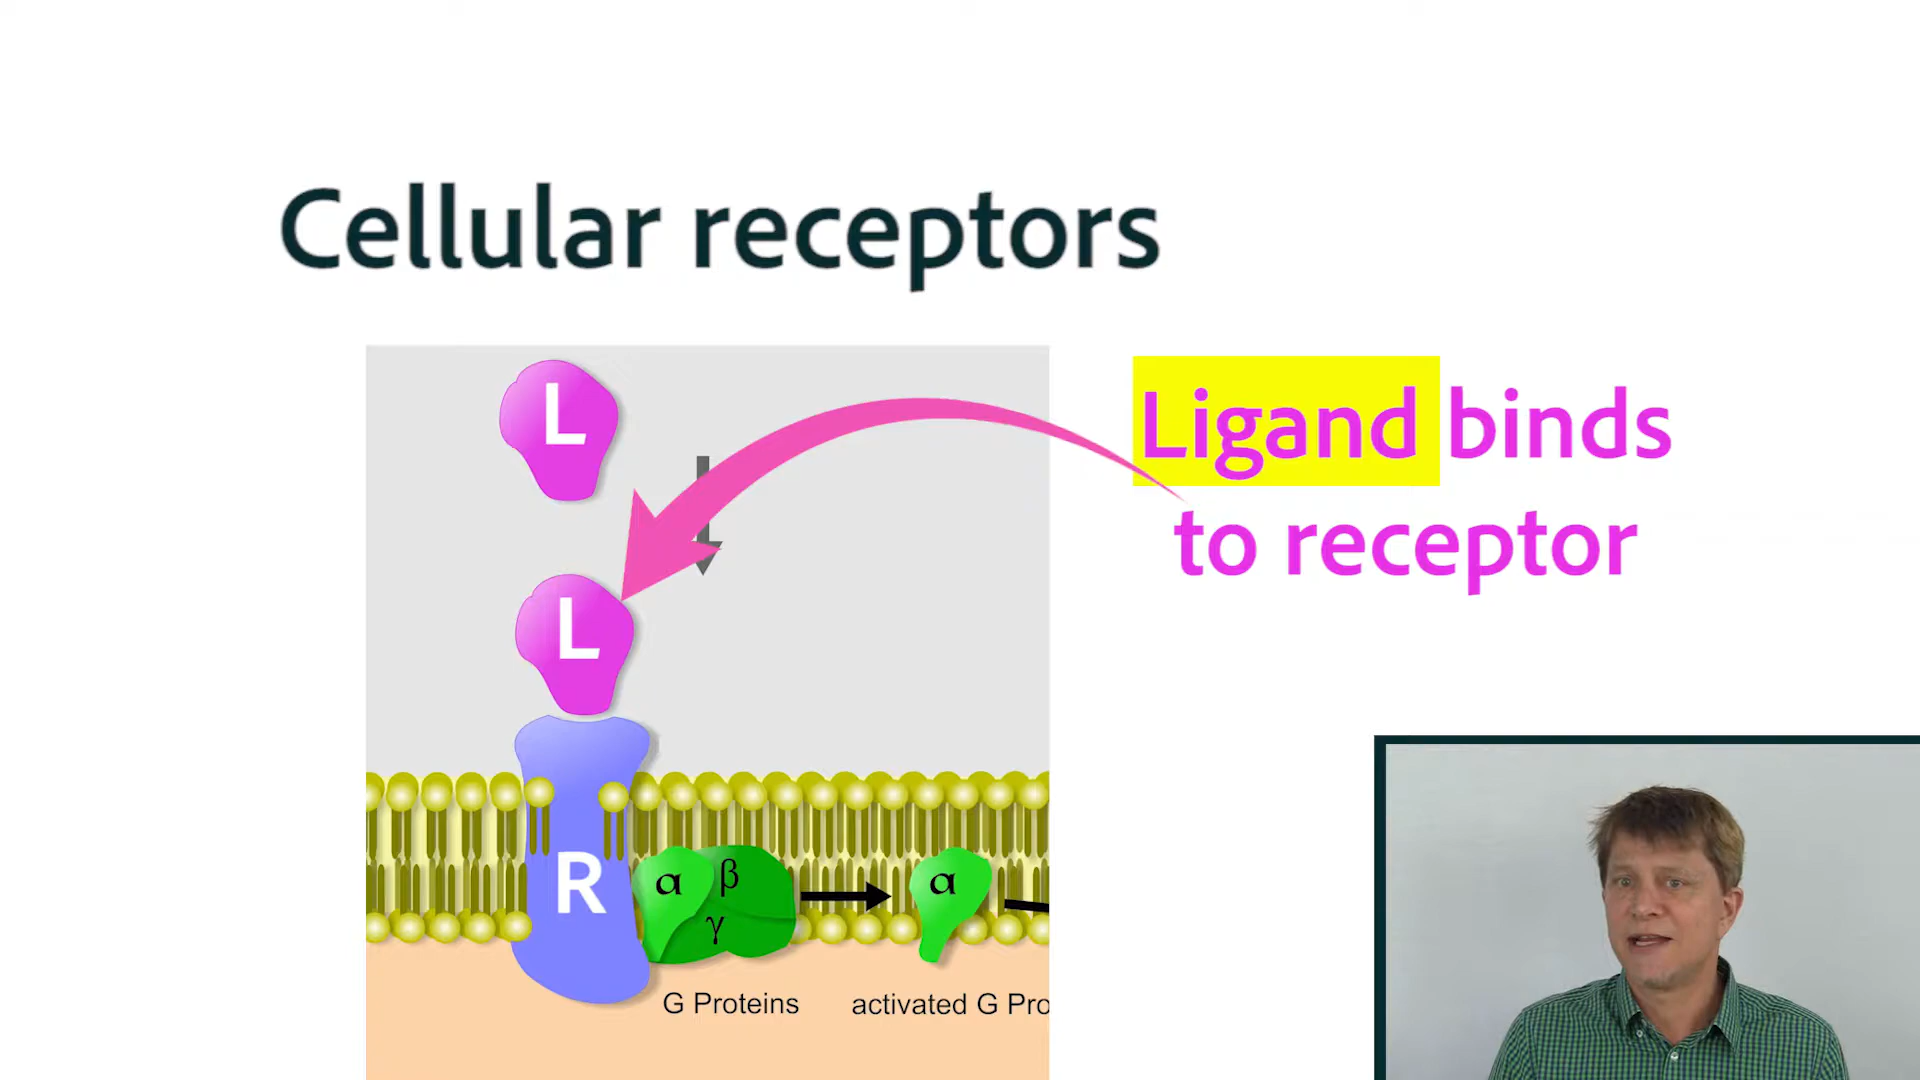 Cellular receptors
L
Ligand binds
to receptor
L
R
α
β
γ
α
G Proteins
activated G Pro